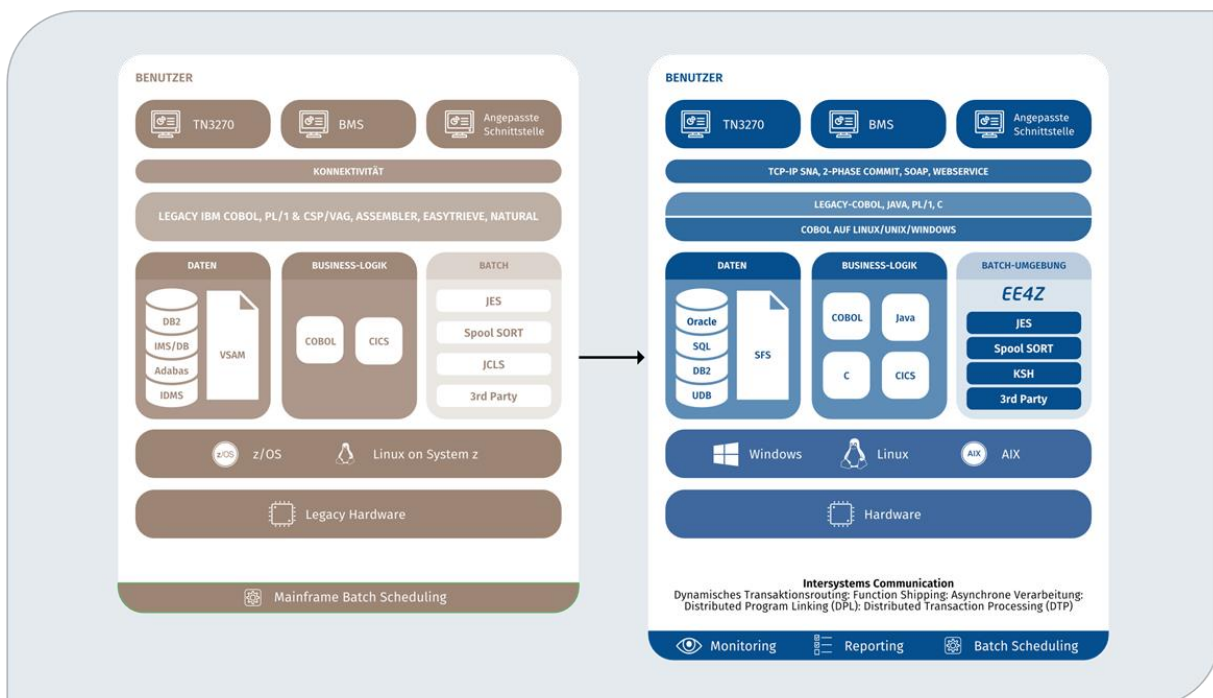 BENUTZER
TN3270
BMS
Angepasste
Schnittstelle
KONNEKTIVITÄT
LEGACY IBM COBOL, PL/1 & CSP/VAG, ASSEMBLER, EASYTRIEVE, NATURAL
DATEN
DB2
IMS/DB
Adabas
IDMS
VSAM
BUSINESS-LOGIK
COBOL
CICS
BATCH
JES
Spool SORT
JCLS
3rd Party
z/OS
z/OS
Linux on System z
Legacy Hardware
Mainframe Batch Scheduling
BENUTZER
TN3270
BMS
Angepasste
Schnittstelle
TCP-IP SNA, 2-PHASE COMMIT, SOAP, WEBSERVICE
LEGACY-COBOL, JAVA, PL/1, C
COBOL AUF LINUX/UNIX/WINDOWS
DATEN
Oracle
SQL
DB2
UDB
SFS
BUSINESS-LOGIK
COBOL
Java
C
CICS
BATCH-UMGEBUNG
EE4Z
JES
Spool SORT
KSH
3rd Party
Windows
Linux
AIX
AIX
Hardware
Intersystems Communication
Dynamisches Transaktionsrouting: Function Shipping: Asynchrone Verarbeitung:
Distributed Program Linking (DPL): Distributed Transaction Processing (DTP)
Monitoring
Reporting
Batch Scheduling